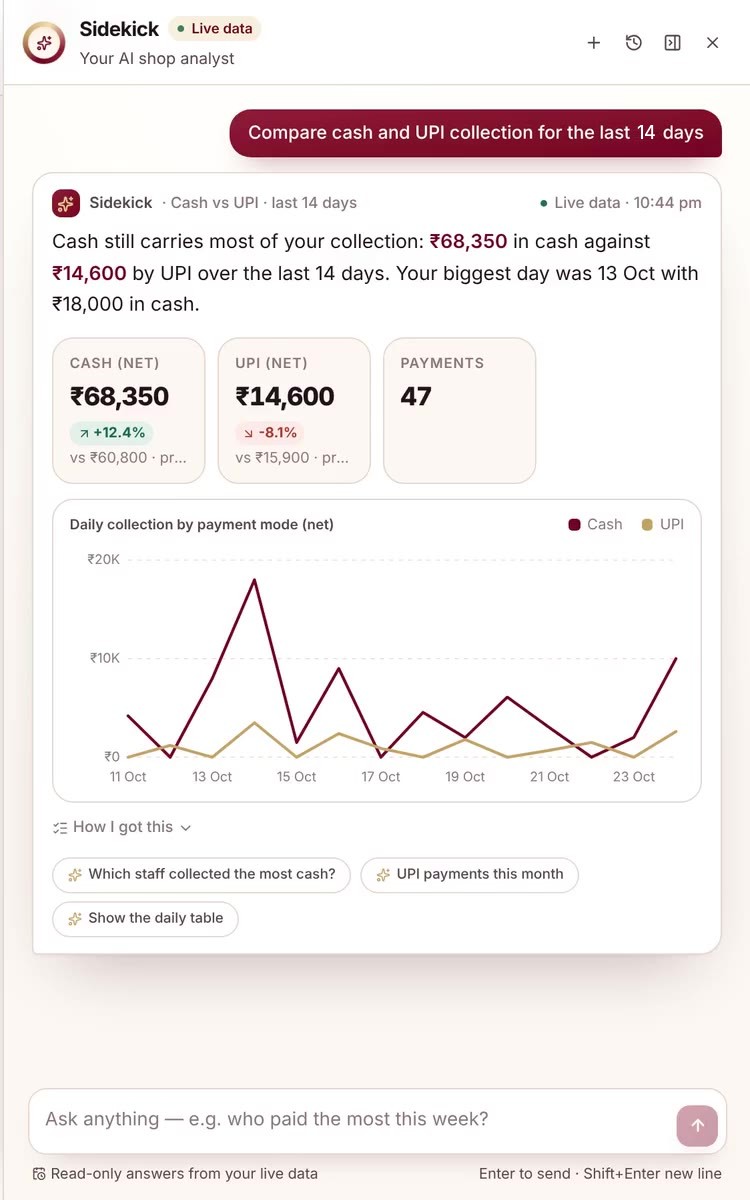 Sidekick
Live data
Your AI shop analyst
Compare cash and UPI collection for the last 14 days
Sidekick · Cash vs UPI · last 14 days
Live data · 10:44 pm
Cash still carries most of your collection: ₹68,350 in cash against
₹14,600 by UPI over the last 14 days. Your biggest day was 13 Oct with
₹18,000 in cash.
CASH (NET)
₹68,350
+12.4%
vs ₹60,800 · pr...
UPI (NET)
₹14,600
-8.1%
vs ₹15,900 · pr...
PAYMENTS
47
Daily collection by payment mode (net)
Cash
UPI
₹20K
₹10K
₹0
11 Oct
13 Oct
15 Oct
17 Oct
19 Oct
21 Oct
23 Oct
How I got this
Which staff collected the most cash?
UPI payments this month
Show the daily table
Ask anything — e.g. who paid the most this week?
Read-only answers from your live data
Enter to send · Shift+Enter new line